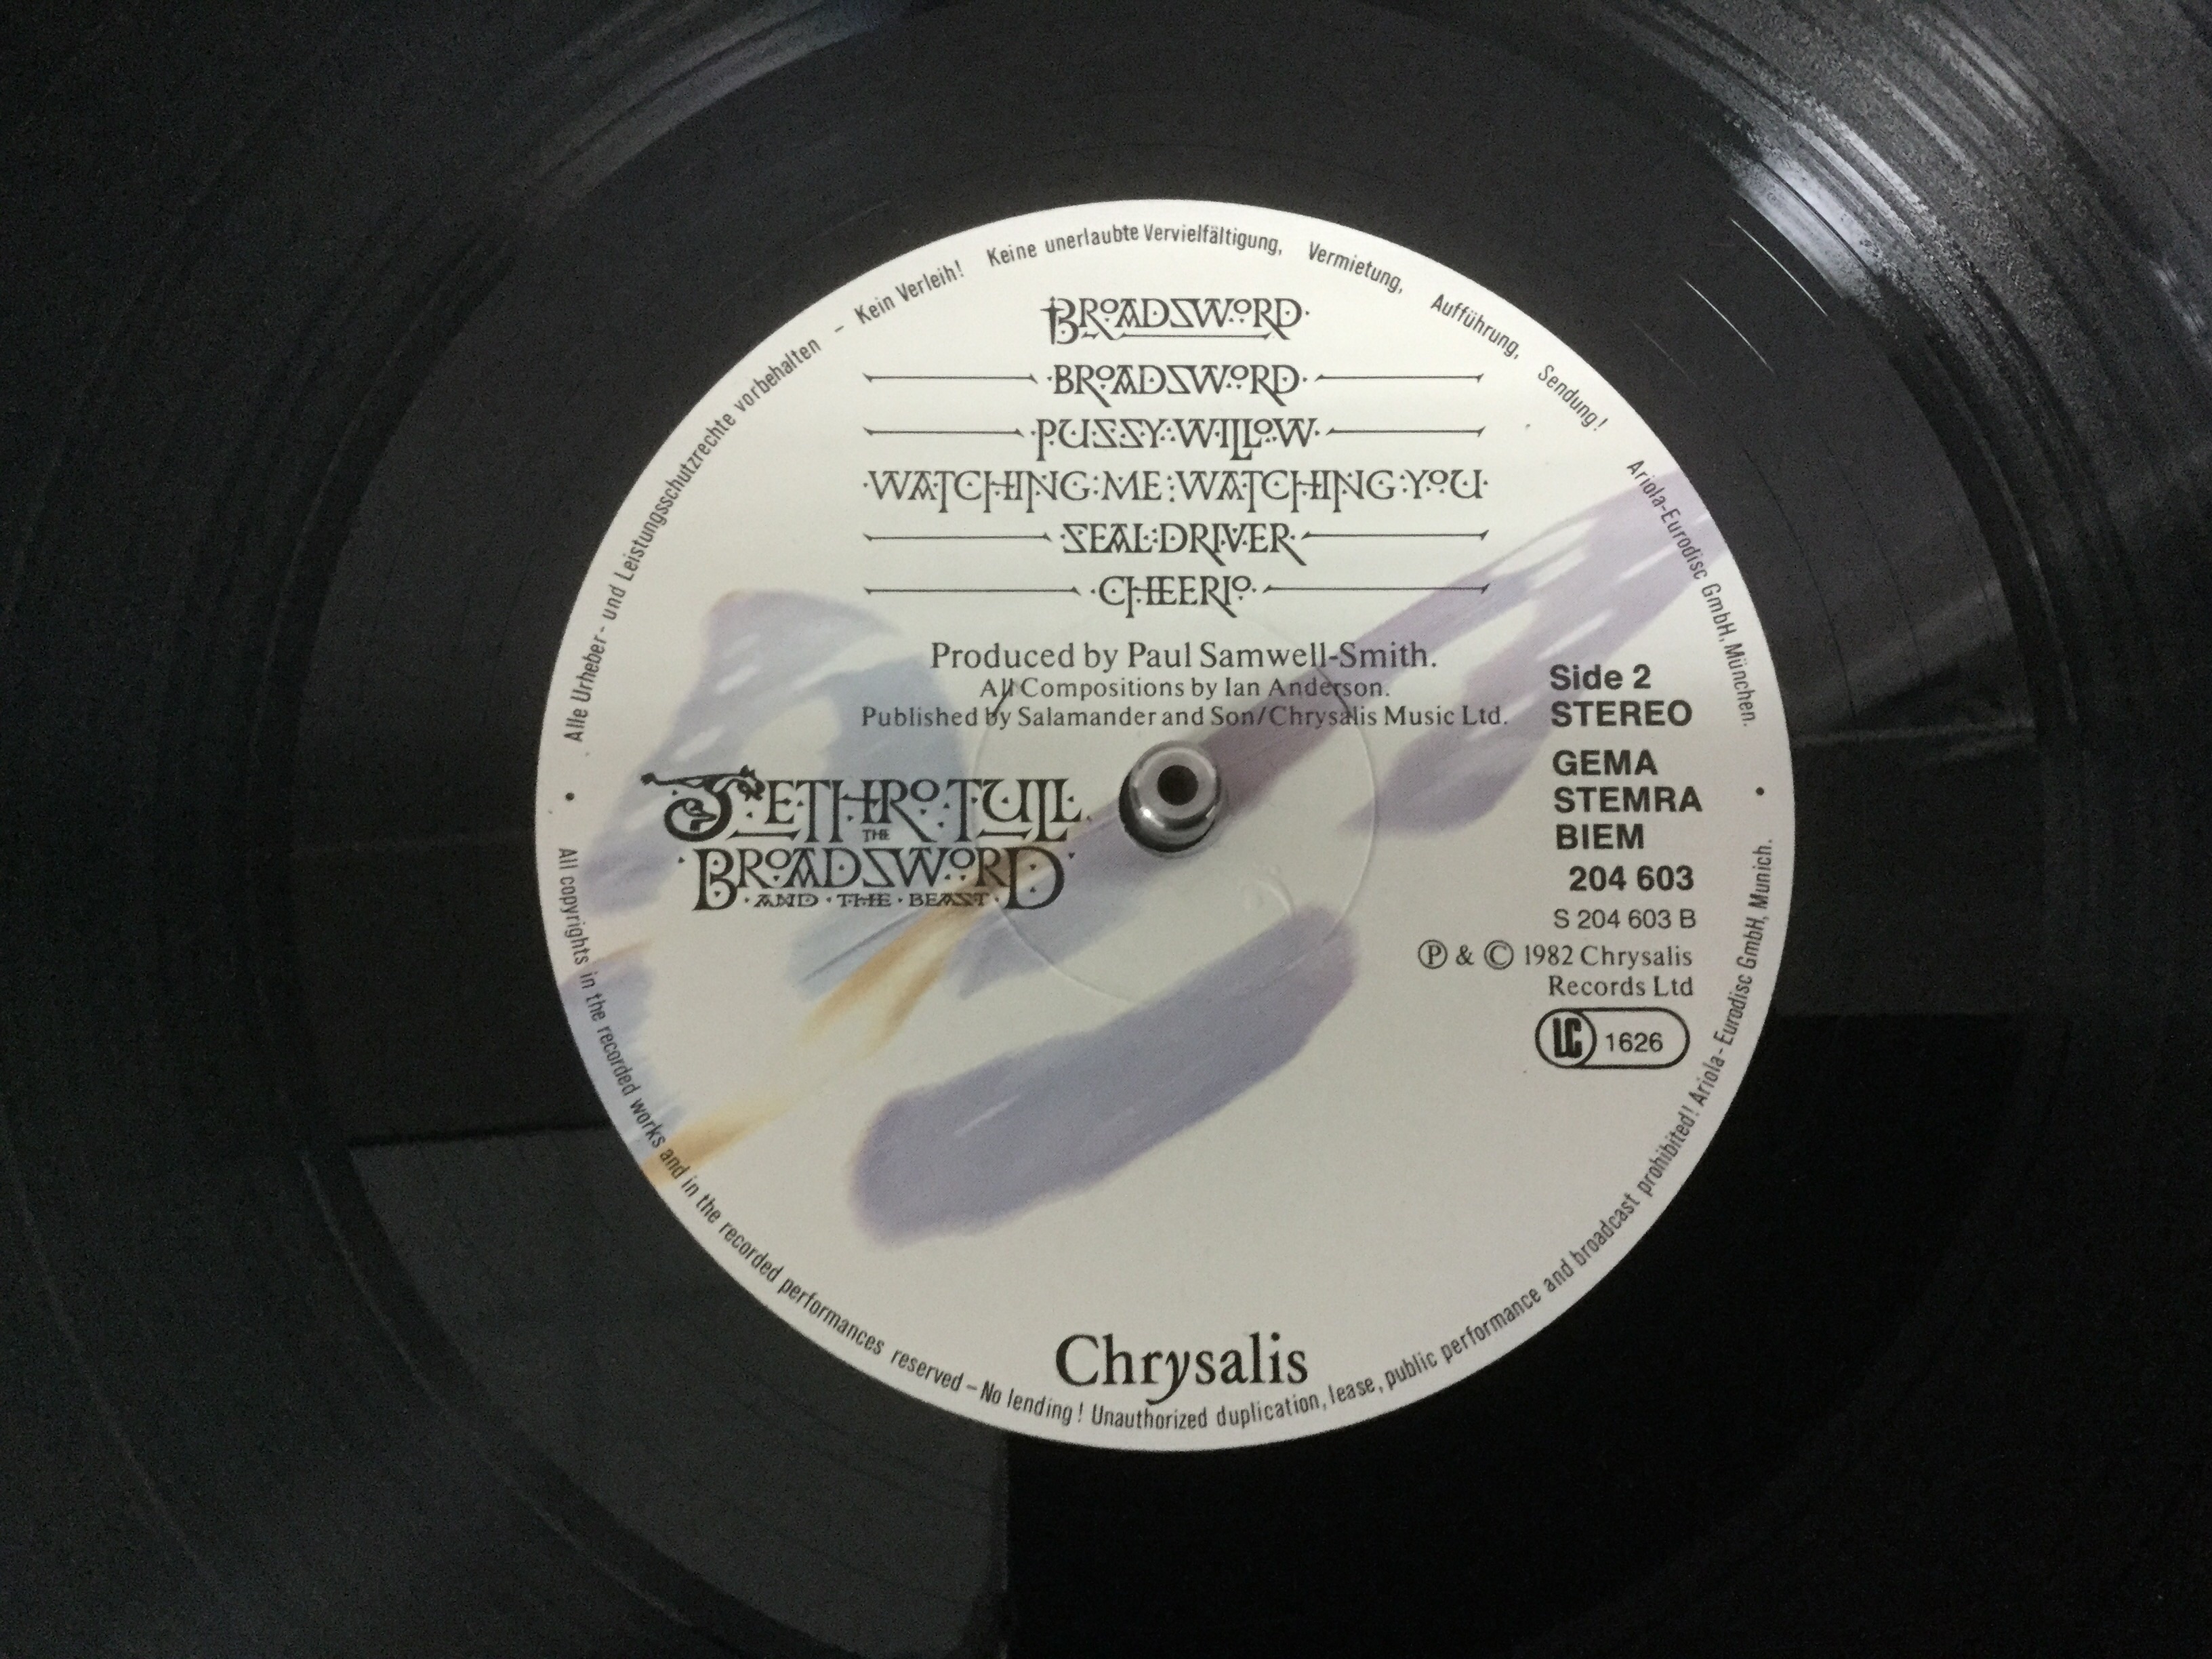 Alle Urheber- und Leistungsschutzrechte vorbehalten – Kein Verleih! Keine unerlaubte Vervielfältigung, Vermietung, Aufführung, Sendung! Ariola-Eurodisc GmbH, München.
BROADSWORD
BROADSWORD
PUSSY WILLOW
WATCHING ME WATCHING YOU
SEAL DRIVER
CHEERIO
Produced by Paul Samwell-Smith.
All Compositions by Ian Anderson.
Published by Salamander and Son/Chrysalis Music Ltd.
Side 2
STEREO
GEMA
STEMRA
BIEM
204 603
S 204 603 B
Ⓟ & © 1982 Chrysalis
Records Ltd
LC 1626
JETHRO TULL
THE
BROADSWORD
AND THE BEAST
Chrysalis
All copyrights in the recorded works and in the recorded performances reserved – No lending! Unauthorized duplication, lease, public performance and broadcast prohibited! Ariola-Eurodisc GmbH, Munich.